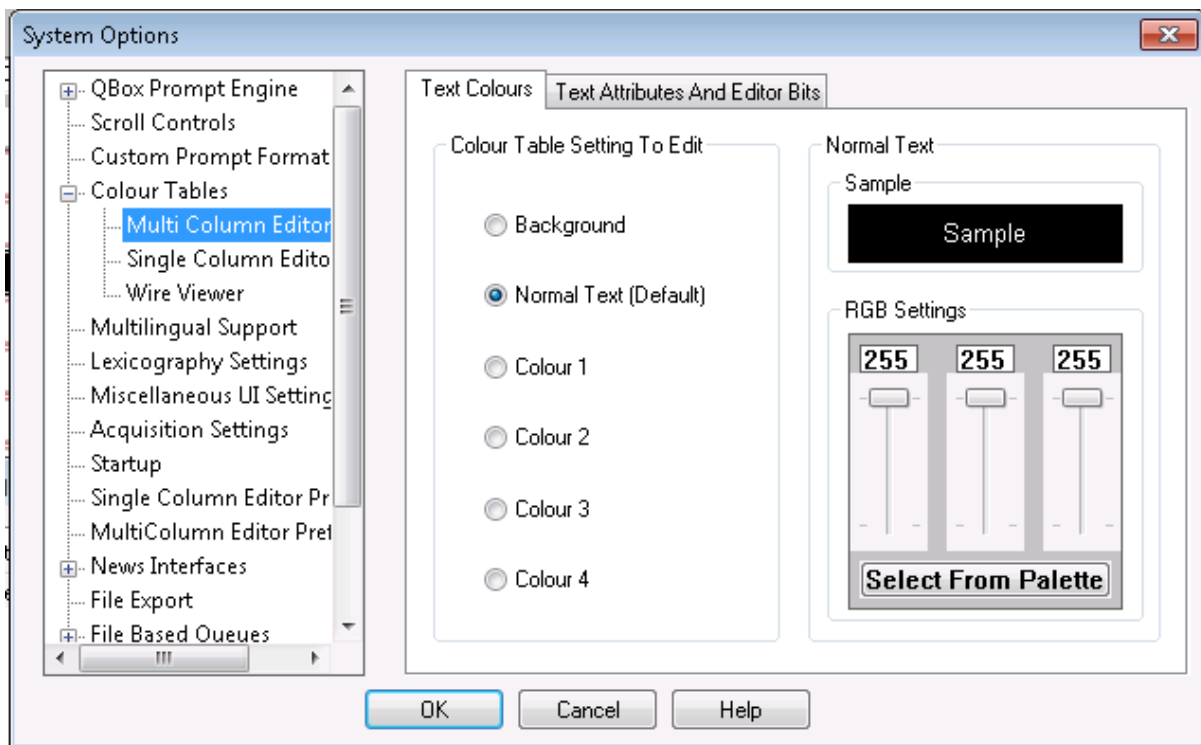 System Options
QBox Prompt Engine
Scroll Controls
Custom Prompt Format
Colour Tables
Multi Column Editor
Single Column Edito
Wire Viewer
Multilingual Support
Lexicography Settings
Miscellaneous UI Setting
Acquisition Settings
Startup
Single Column Editor Pr
MultiColumn Editor Pref
News Interfaces
File Export
File Based Queues
Text Colours
Text Attributes And Editor Bits
Colour Table Setting To Edit
Background
Normal Text (Default)
Colour 1
Colour 2
Colour 3
Colour 4
Normal Text
Sample
Sample
RGB Settings
255 255 255
Select From Palette
OK Cancel Help